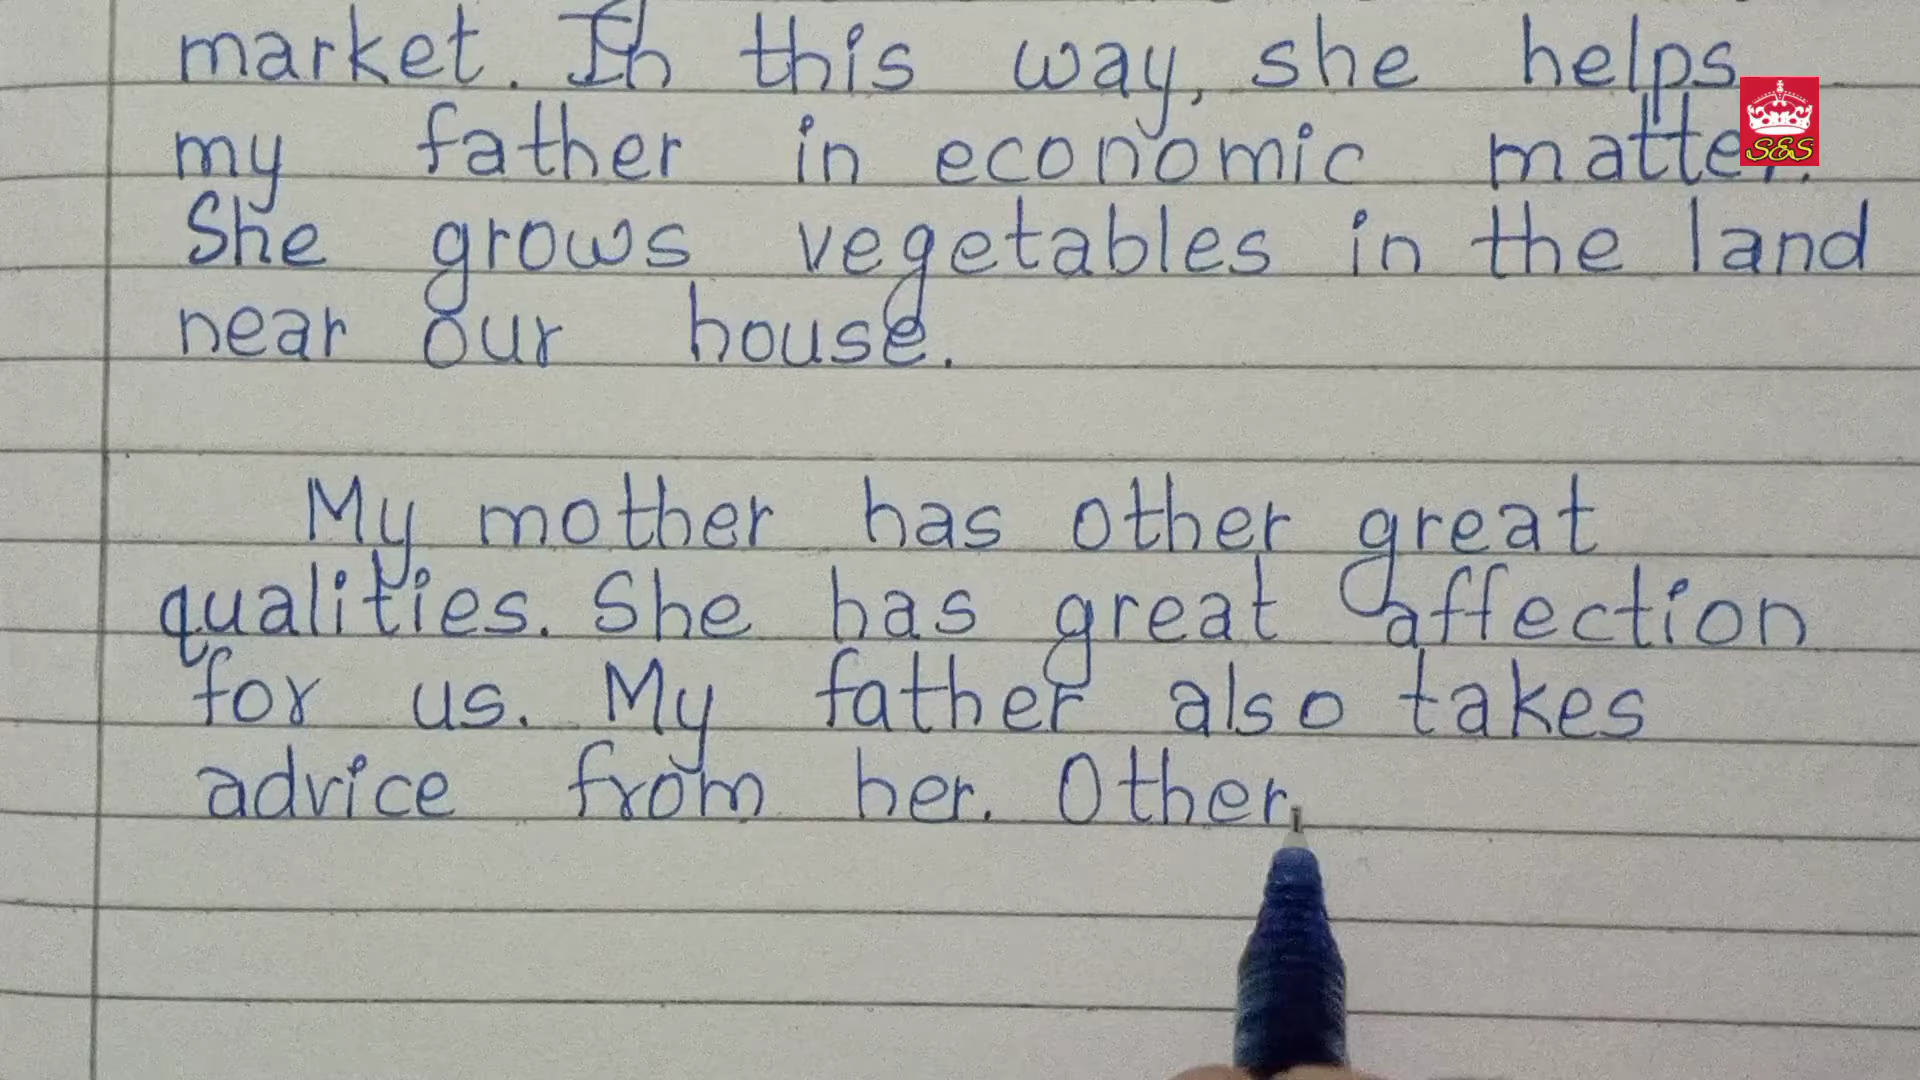 market. In this way, she helps
my father in economic matter.
She grows vegetables in the land
near our house.
My mother has other great
qualities. She has great affection
for us. My father also takes
advice from her. Other
S&S